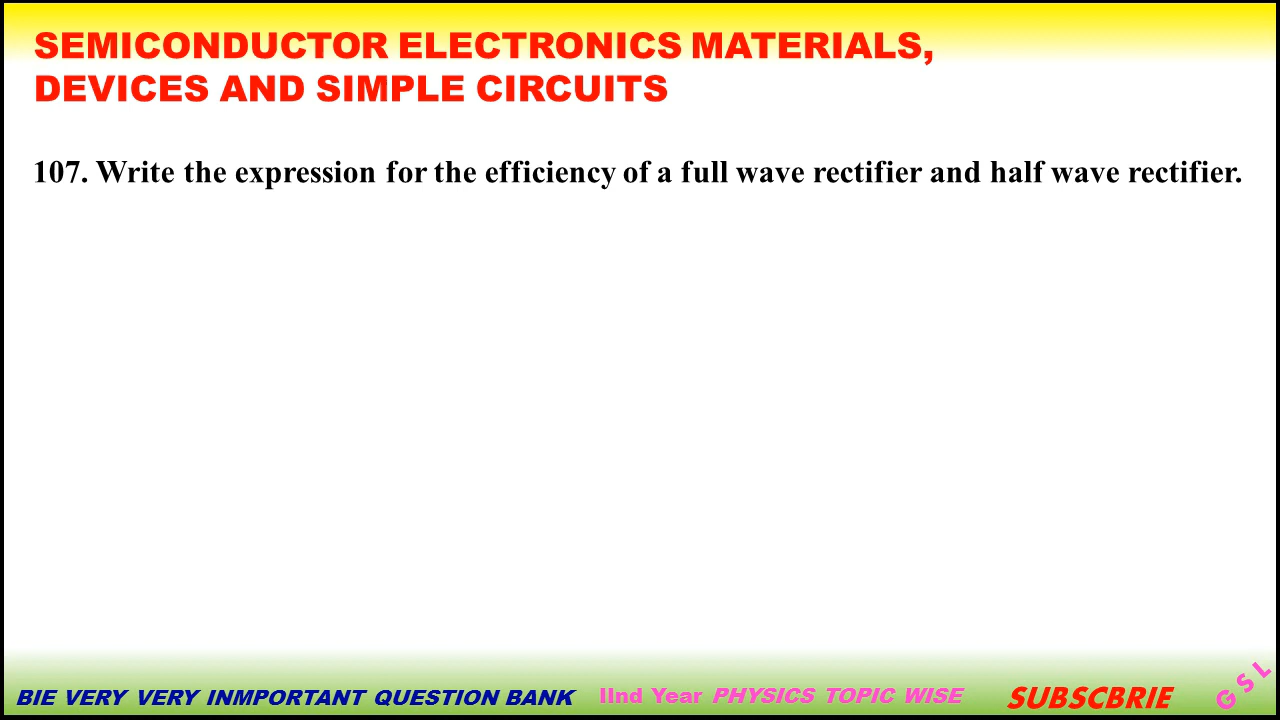 SEMICONDUCTOR ELECTRONICS MATERIALS,
DEVICES AND SIMPLE CIRCUITS
107. Write the expression for the efficiency of a full wave rectifier and half wave rectifier.
BIE VERY VERY INMPORTANT QUESTION BANK IInd Year PHYSICS TOPIC WISE SUBSCBRIE GSL